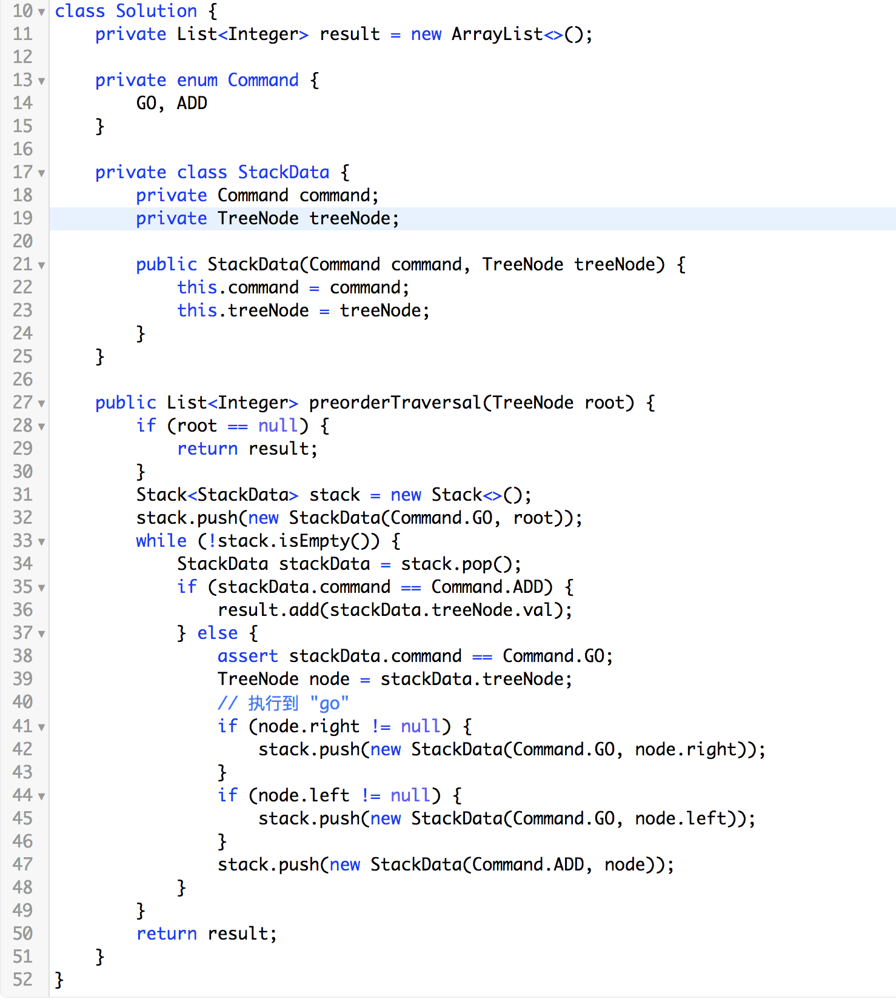 10 class Solution {
11     private List<Integer> result = new ArrayList<>();
12
13     private enum Command {
14         GO, ADD
15     }
16
17     private class StackData {
18         private Command command;
19         private TreeNode treeNode;
20
21         public StackData(Command command, TreeNode treeNode) {
22             this.command = command;
23             this.treeNode = treeNode;
24         }
25     }
26
27     public List<Integer> preorderTraversal(TreeNode root) {
28         if (root == null) {
29             return result;
30         }
31         Stack<StackData> stack = new Stack<>();
32         stack.push(new StackData(Command.GO, root));
33         while (!stack.isEmpty()) {
34             StackData stackData = stack.pop();
35             if (stackData.command == Command.ADD) {
36                 result.add(stackData.treeNode.val);
37             } else {
38                 assert stackData.command == Command.GO;
39                 TreeNode node = stackData.treeNode;
40                 // 执行到 "go"
41                 if (node.right != null) {
42                     stack.push(new StackData(Command.GO, node.right));
43                 }
44                 if (node.left != null) {
45                     stack.push(new StackData(Command.GO, node.left));
46                 }
47                 stack.push(new StackData(Command.ADD, node));
48             }
49         }
50         return result;
51     }
52 }